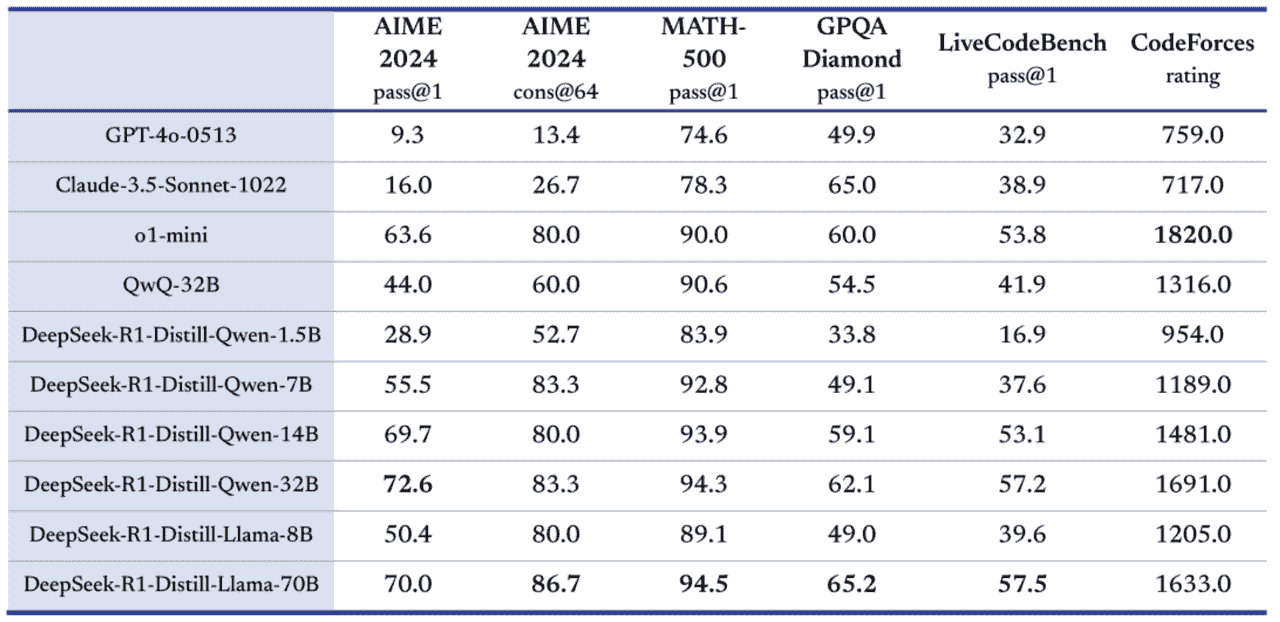 AIME 2024 pass@1 AIME 2024 cons@64 MATH-500 pass@1 GPQA Diamond pass@1 LiveCodeBench pass@1 CodeForces rating
GPT-4o-0513 9.3 13.4 74.6 49.9 32.9 759.0
Claude-3.5-Sonnet-1022 16.0 26.7 78.3 65.0 38.9 717.0
o1-mini 63.6 80.0 90.0 60.0 53.8 1820.0
QwQ-32B 44.0 60.0 90.6 54.5 41.9 1316.0
DeepSeek-R1-Distill-Qwen-1.5B 28.9 52.7 83.9 33.8 16.9 954.0
DeepSeek-R1-Distill-Qwen-7B 55.5 83.3 92.8 49.1 37.6 1189.0
DeepSeek-R1-Distill-Qwen-14B 69.7 80.0 93.9 59.1 53.1 1481.0
DeepSeek-R1-Distill-Qwen-32B 72.6 83.3 94.3 62.1 57.2 1691.0
DeepSeek-R1-Distill-Llama-8B 50.4 80.0 89.1 49.0 39.6 1205.0
DeepSeek-R1-Distill-Llama-70B 70.0 86.7 94.5 65.2 57.5 1633.0